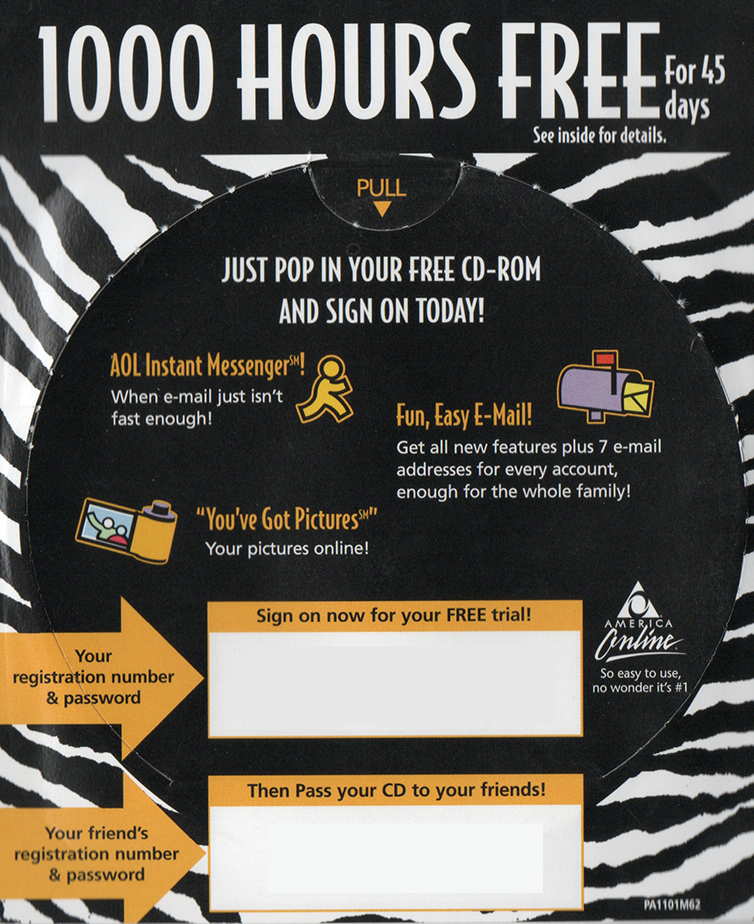 1000 HOURS FREE For 45 days
See inside for details.
PULL
JUST POP IN YOUR FREE CD-ROM
AND SIGN ON TODAY!
AOL Instant Messenger℠!
When e-mail just isn't
fast enough!
Fun, Easy E-Mail!
Get all new features plus 7 e-mail
addresses for every account,
enough for the whole family!
"You've Got Pictures℠"
Your pictures online!
Sign on now for your FREE trial!
Your
registration number
& password
AMERICA
Online
So easy to use,
no wonder it's #1
Then Pass your CD to your friends!
Your friend's
registration number
& password
PA1101M62